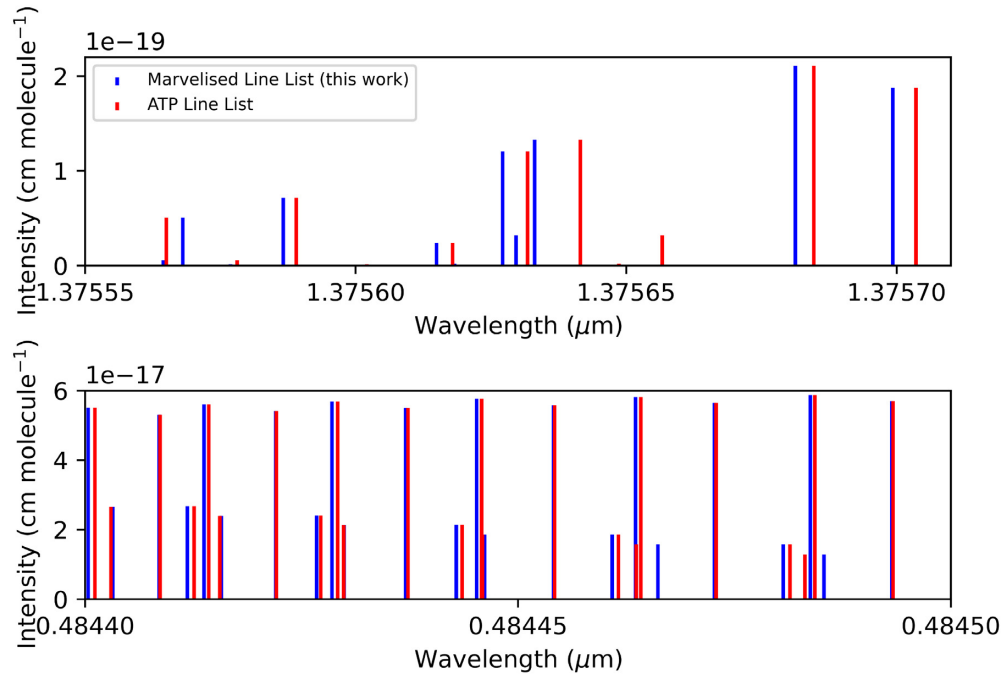 1e−19
Intensity (cm molecule⁻¹)
2
1
0
Marvelised Line List (this work)
ATP Line List
1.37555
1.37560
1.37565
1.37570
Wavelength (μm)
1e−17
Intensity (cm molecule⁻¹)
6
4
2
0
0.48440
0.48445
0.48450
Wavelength (μm)